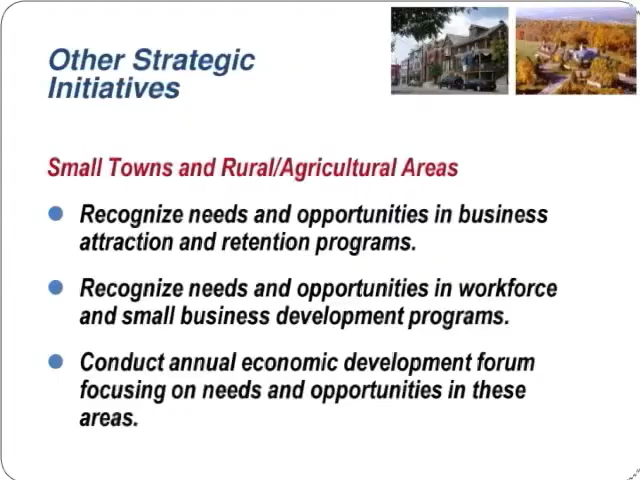 Other Strategic
Initiatives
Small Towns and Rural/Agricultural Areas
Recognize needs and opportunities in business
attraction and retention programs.
Recognize needs and opportunities in workforce
and small business development programs.
Conduct annual economic development forum
focusing on needs and opportunities in these
areas.